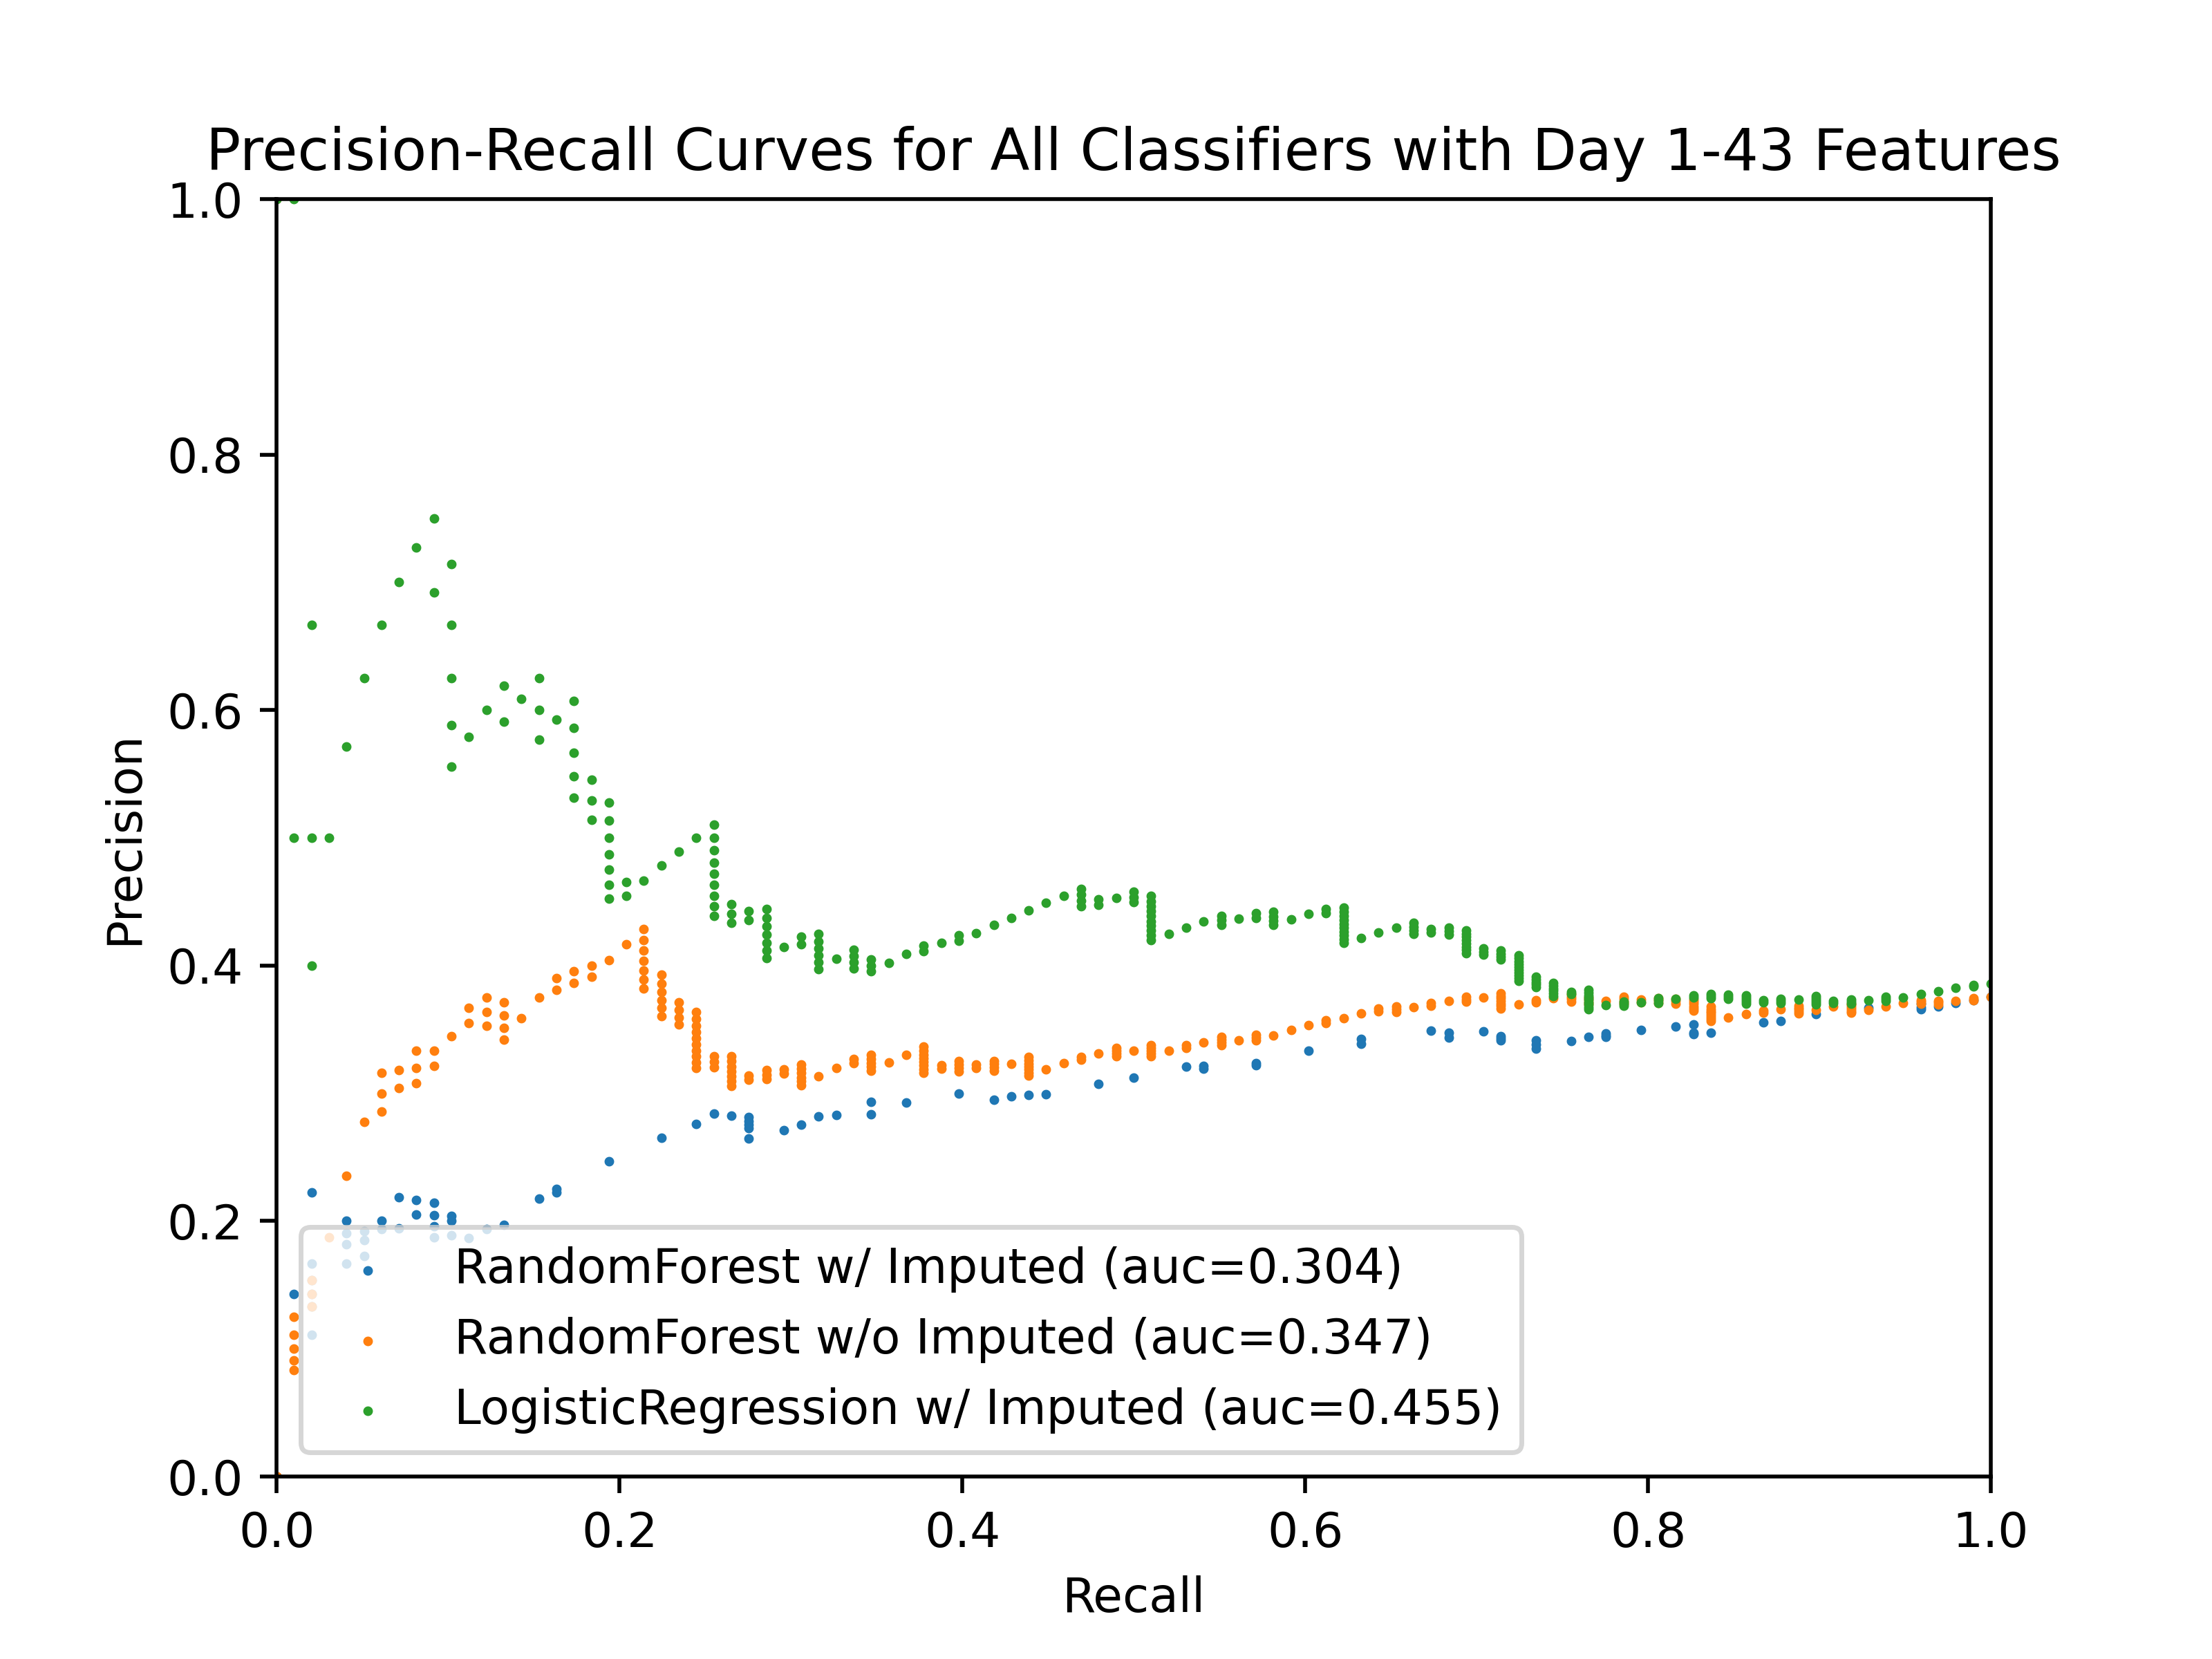 Precision-Recall Curves for All Classifiers with Day 1-43 Features
1.0
0.8
0.6
0.4
0.2
0.0
Precision
RandomForest w/ Imputed (auc=0.304)
RandomForest w/o Imputed (auc=0.347)
LogisticRegression w/ Imputed (auc=0.455)
0.0 0.2 0.4 0.6 0.8 1.0
Recall